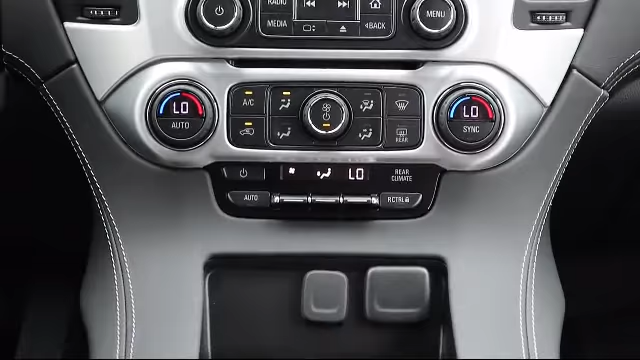 RADIO
MEDIA
BACK
MENU
A/C
LO
AUTO
REAR
LO
SYNC
LO
REAR
CLIMATE
AUTO
RCTRL